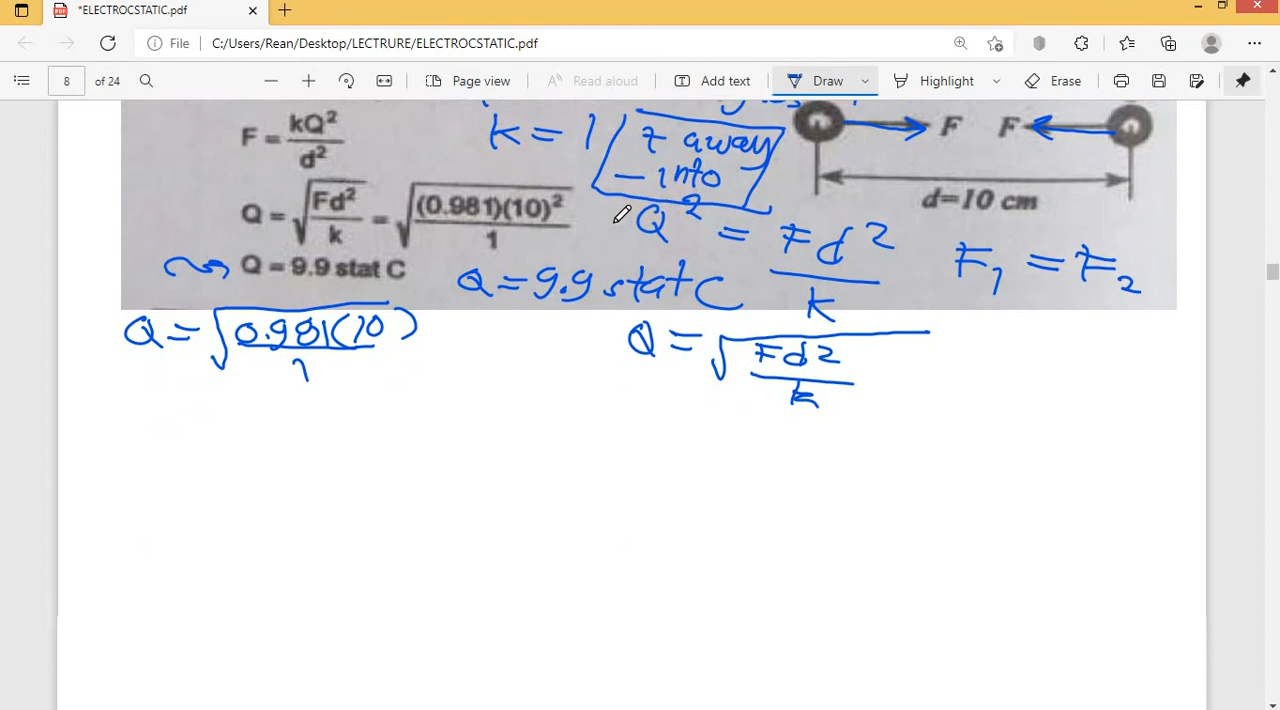 *ELECTROCSTATIC.pdf
File C:/Users/Rean/Desktop/LECTRURE/ELECTROCSTATIC.pdf
8 of 24 Page view Read aloud Add text Draw Highlight Erase
F = kQ²/d²
k = 1
+ away
- into
F F
d=10 cm
Q = √(Fd²/k) = √((0.981)(10)²/1)
Q² = Fd²/k
F₁ = F₂
Q = 9.9 stat C
Q = 9.9 stat C
Q = √(0.981(10)/1
Q = √(Fd2/k)